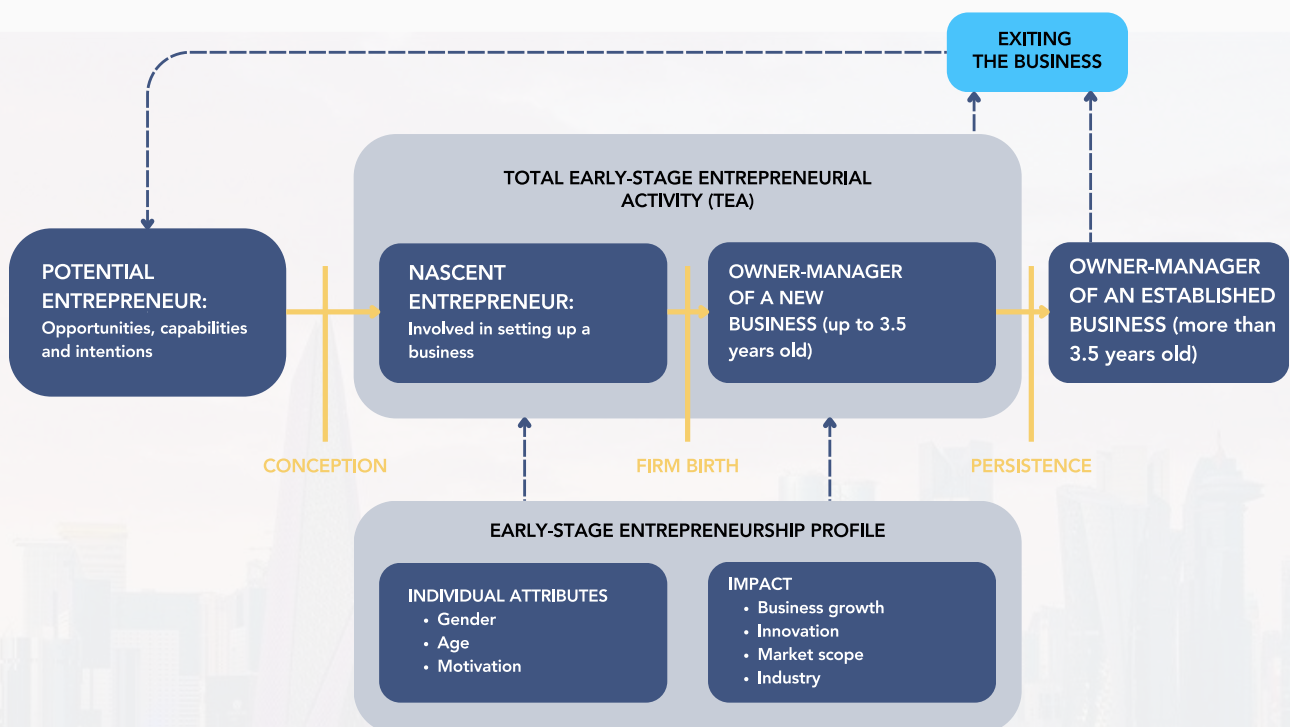 EXITING
THE BUSINESS
TOTAL EARLY-STAGE ENTREPRENEURIAL
ACTIVITY (TEA)
POTENTIAL
ENTREPRENEUR:
Opportunities, capabilities
and intentions
NASCENT
ENTREPRENEUR:
Involved in setting up a
business
OWNER-MANAGER
OF A NEW
BUSINESS (up to 3.5
years old)
OWNER-MANAGER
OF AN ESTABLISHED
BUSINESS (more than
3.5 years old)
CONCEPTION
FIRM BIRTH
PERSISTENCE
EARLY-STAGE ENTREPRENEURSHIP PROFILE
INDIVIDUAL ATTRIBUTES
• Gender
• Age
• Motivation
IMPACT
• Business growth
• Innovation
• Market scope
• Industry